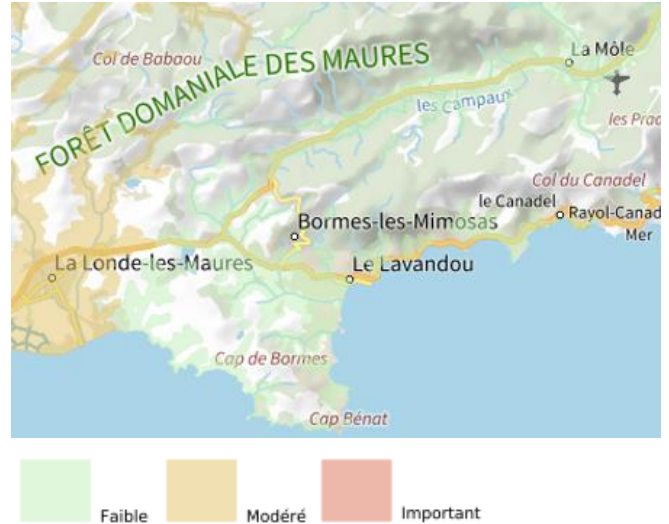 Col de Babaou
La Môle
FORÊT DOMANIALE DES MAURES
les Campaux
les Prad
Col du Canadel
le Canadel
Rayol-Canad
Mer
Bormes-les-Mimosas
La Londe-les-Maures
Le Lavandou
Cap de Bormes
Cap Bénat
Faible
Modéré
Important